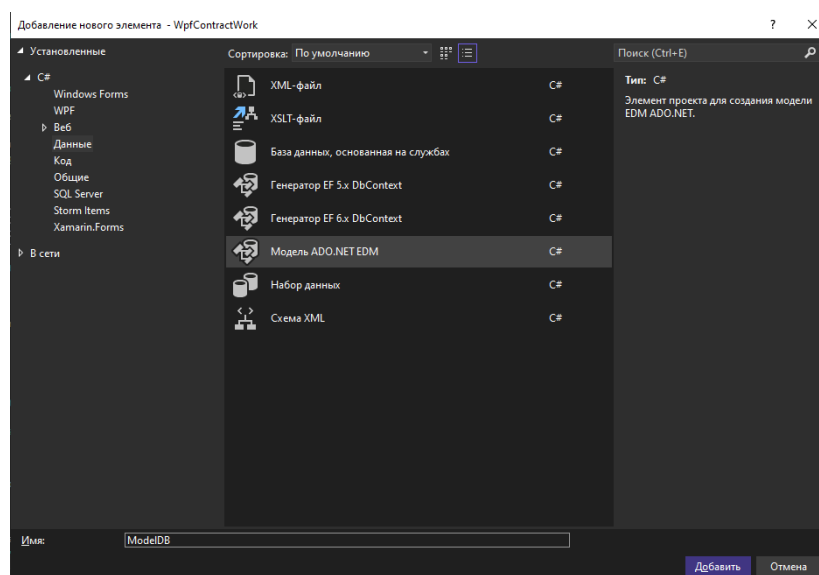 Добавление нового элемента - WpfContractWork
? ×
Установленные
C#
Windows Forms
WPF
Веб
Данные
Код
Общие
SQL Server
Storm Items
Xamarin.Forms
В сети
Сортировка: По умолчанию
XML-файл C#
XSLT-файл C#
База данных, основанная на службах C#
Генератор EF 5.x DbContext C#
Генератор EF 6.x DbContext C#
Модель ADO.NET EDM C#
Набор данных C#
Схема XML C#
Поиск (Ctrl+E)
Тип: C#
Элемент проекта для создания модели
EDM ADO.NET.
Имя: ModelDB
Добавить Отмена